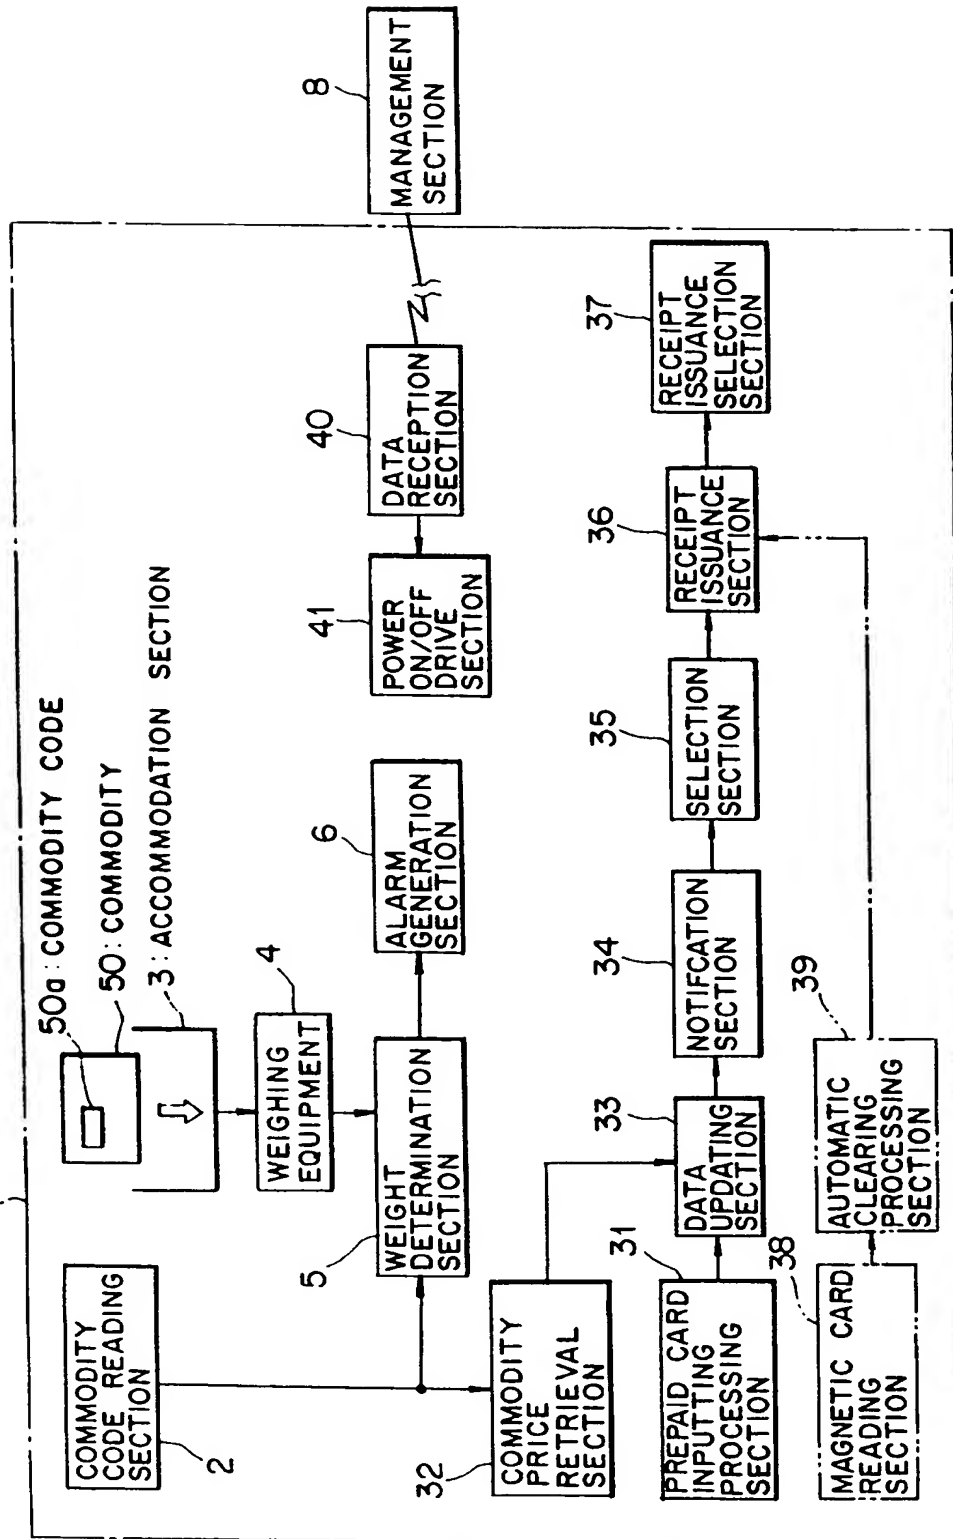 50a: COMMODITY CODE
50: COMMODITY
3: ACCOMMODATION SECTION
COMMODITY
CODE READING
SECTION
2
WEIGHING
EQUIPMENT
4
WEIGHT
DETERMINATION
SECTION
5
ALARM
GENERATION
SECTION
6
POWER
ON/OFF
DRIVE
SECTION
41
DATA
RECEPTION
SECTION
40
MANAGEMENT
SECTION
8
COMMODITY
PRICE
RETRIEVAL
SECTION
32
PREPAID CARD
INPUTTING
PROCESSING
SECTION
31
DATA
UPDATING
SECTION
33
NOTIFCATION
SECTION
34
SELECTION
SECTION
35
RECEIPT
ISSUANCE
SECTION
36
RECEIPT
ISSUANCE
SELECTION
SECTION
37
MAGNETIC CARD
READING
SECTION
38
AUTOMATIC
CLEARING
PROCESSING
SECTION
39